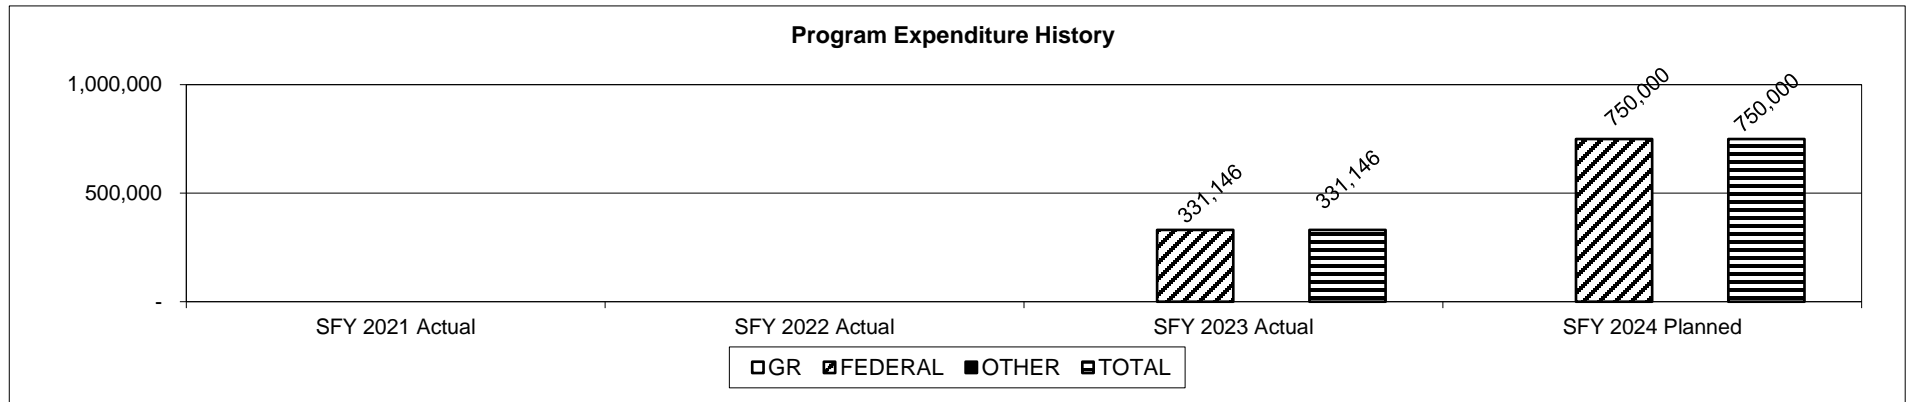 Program Expenditure History
1,000,000
750,000
750,000
500,000
331,146
331,146
-
SFY 2021 Actual
SFY 2022 Actual
SFY 2023 Actual
SFY 2024 Planned
GR FEDERAL OTHER TOTAL